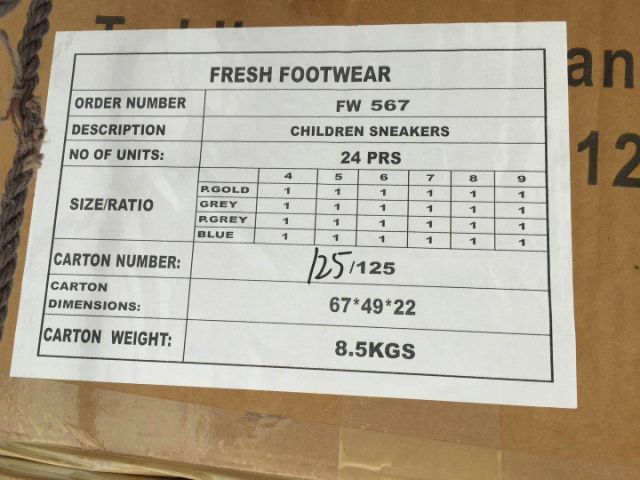 FRESH FOOTWEAR
ORDER NUMBER FW 567
DESCRIPTION CHILDREN SNEAKERS
NO OF UNITS: 24 PRS
SIZE/RATIO 4 5 6 7 8 9
P.GOLD 1 1 1 1 1 1
GREY 1 1 1 1 1 1
P.GREY 1 1 1 1 1 1
BLUE 1 1 1 1 1 1
CARTON NUMBER: 125/125
CARTON DIMENSIONS: 67*49*22
CARTON WEIGHT: 8.5KGS
an
12